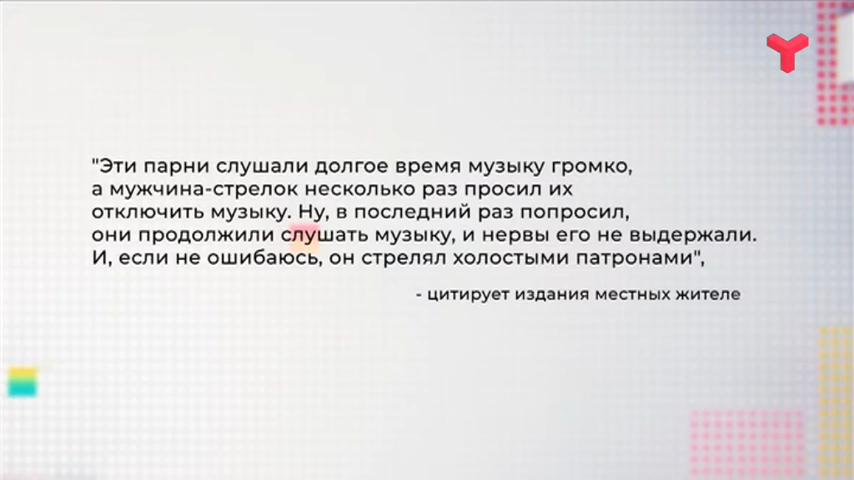 "Эти парни слушали долгое время музыку громко,
а мужчина-стрелок несколько раз просил их
отключить музыку. Ну, в последний раз попросил,
они продолжили слушать музыку, и нервы его не выдержали.
И, если не ошибаюсь, он стрелял холостыми патронами",
- цитирует издания местных жителе